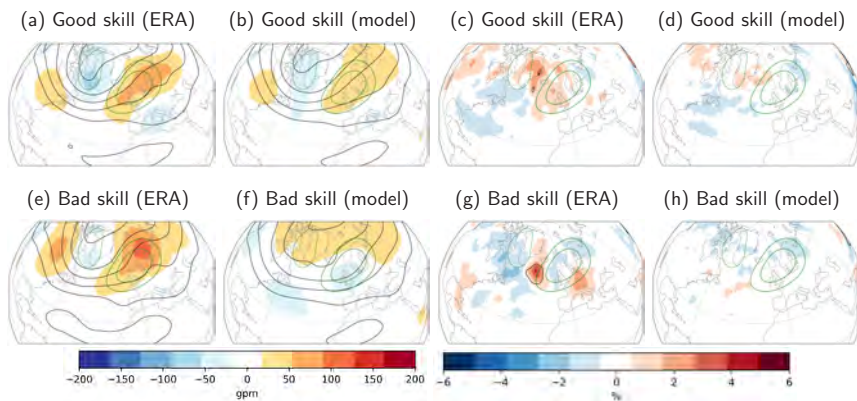 (a) Good skill (ERA) (b) Good skill (model) (c) Good skill (ERA) (d) Good skill (model)
(e) Bad skill (ERA) (f) Bad skill (model) (g) Bad skill (ERA) (h) Bad skill (model)
−200 −150 −100 −50 0 50 100 150 200 −6 −4 −2 0 2 4 6
gpm %